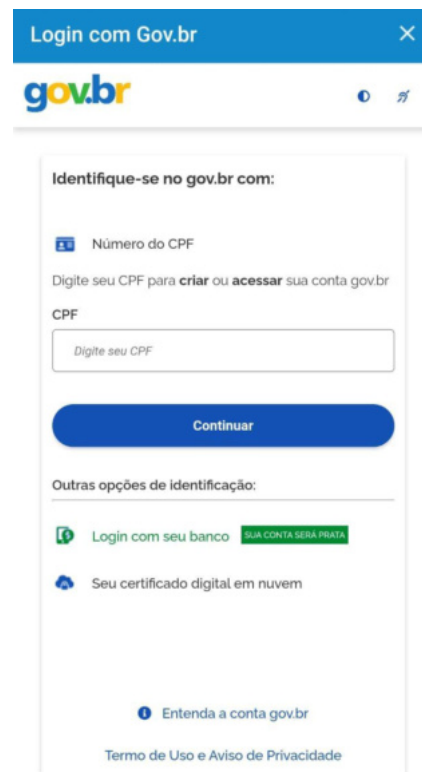 Login com Gov.br
gov.br
Identifique-se no gov.br com:
Número do CPF
Digite seu CPF para criar ou acessar sua conta gov.br
CPF
Digite seu CPF
Continuar
Outras opções de identificação:
Login com seu banco SUA CONTA SERÁ PRATA
Seu certificado digital em nuvem
Entenda a conta gov.br
Termo de Uso e Aviso de Privacidade